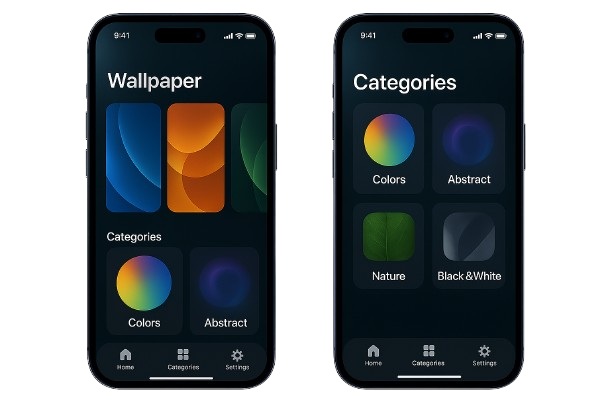 9:41
Wallpaper
Categories
Colors
Abstract
Home
Categories
Settings
9:41
Categories
Colors
Abstract
Nature
Black &White
Home
Categories
Settings